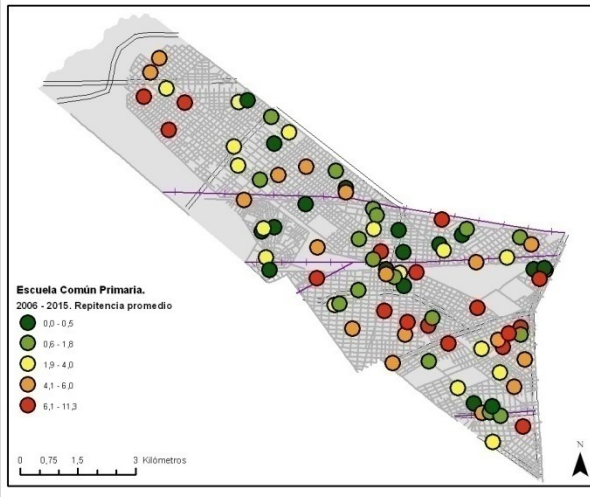 Escuela Común Primaria.
2006 - 2015. Repitencia promedio
0,0 - 0,5
0,6 - 1,8
1,9 - 4,0
4,1 - 6,0
6,1 - 11,3
0 0,75 1,5 3 Kilómetros
N